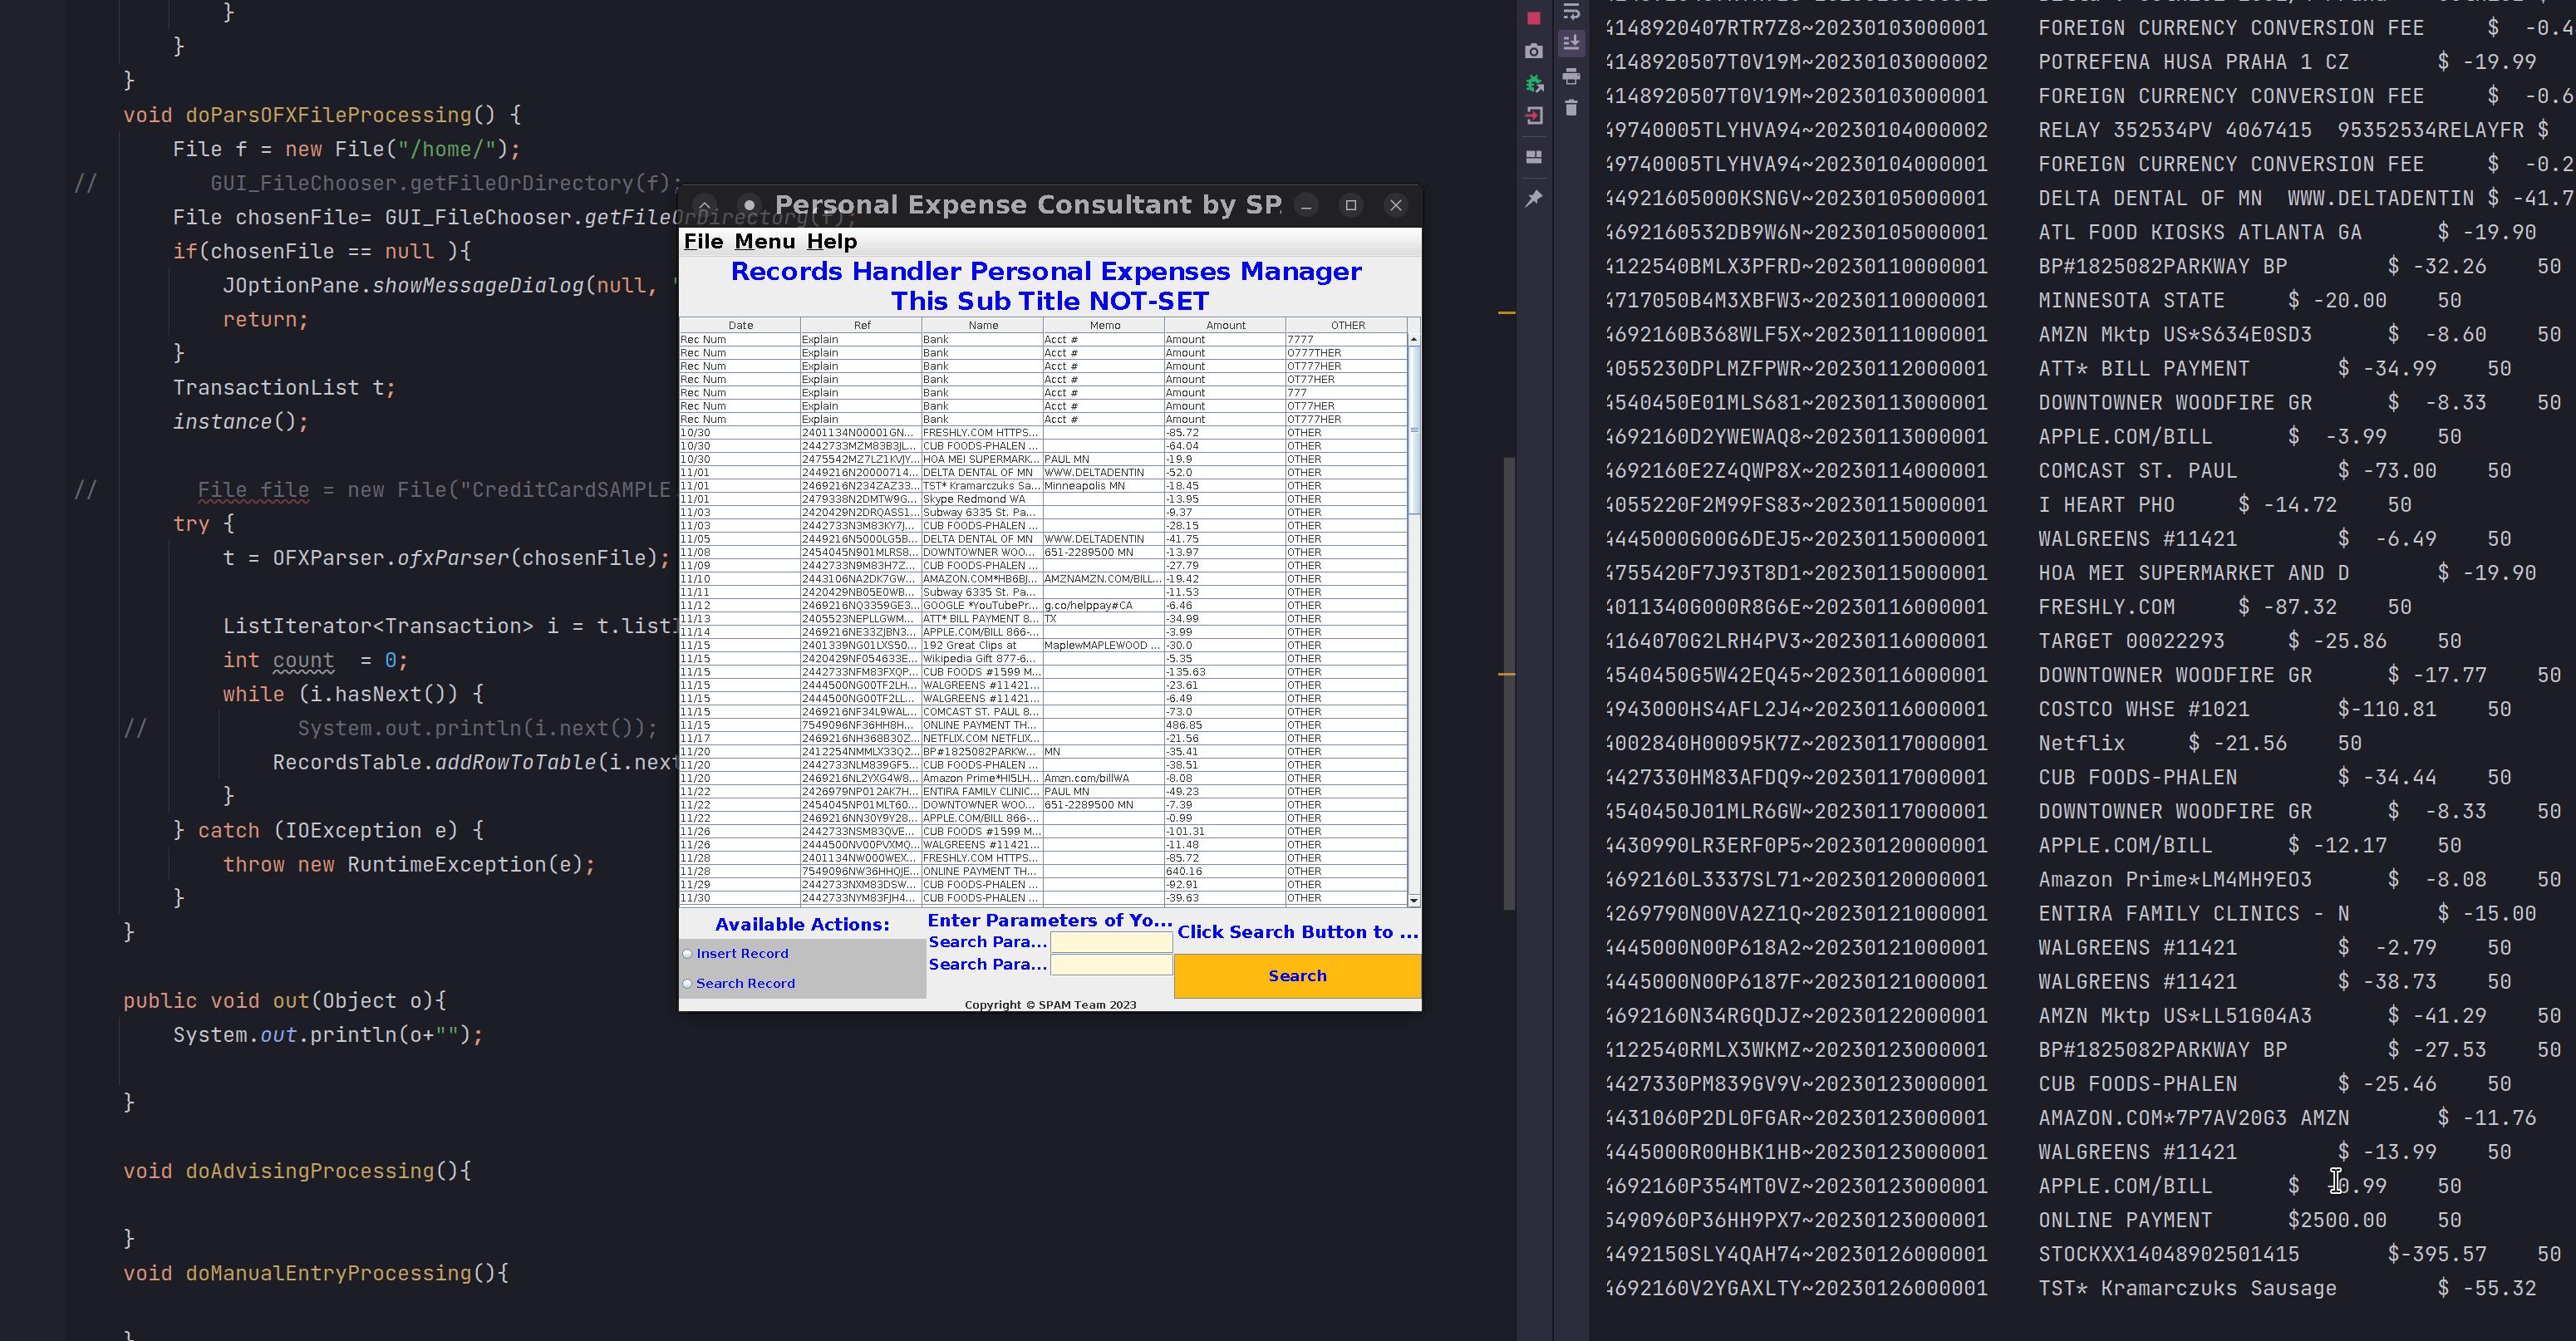 }
}
}
void doParsOFXFileProcessing() {
File f = new File("/home/");
// GUI_FileChooser.getFileOrDirectory(f);
File chosenFile= GUI_FileChooser.getFileOrDirectory(f);
if(chosenFile == null ){
JOptionPane.showMessageDialog(null,
return;
}
TransactionList t;
instance();
// File file = new File("CreditCardSAMPLE
try {
t = OFXParser.ofxParser(chosenFile);
ListIterator<Transaction> i = t.list
int count = 0;
while (i.hasNext()) {
// System.out.println(i.next());
RecordsTable.addRowToTable(i.nex
}
} catch (IOException e) {
throw new RuntimeException(e);
}
}
public void out(Object o){
System.out.println(o+"");
}
void doAdvisingProcessing(){
}
void doManualEntryProcessing(){
}
Personal Expense Consultant by SP
File Menu Help
Records Handler Personal Expenses Manager
This Sub Title NOT-SET
Date Ref Name Memo Amount OTHER
Rec Num Explain Bank Acct # Amount 7777
Rec Num Explain Bank Acct # Amount O777THER
Rec Num Explain Bank Acct # Amount OT777HER
Rec Num Explain Bank Acct # Amount OT77HER
Rec Num Explain Bank Acct # Amount 777
Rec Num Explain Bank Acct # Amount OT77HER
Rec Num Explain Bank Acct # Amount OT777HER
10/30 2401134N00001GN... FRESHLY.COM HTTPS... -85.72 OTHER
10/30 2442733MZM83B3JL... CUB FOODS-PHALEN ... -64.04 OTHER
10/30 2475542MZ7LZ1KVJY... HOA MEI SUPERMARK... PAUL MN -19.9 OTHER
11/01 2449216N20000714... DELTA DENTAL OF MN WWW.DELTADENTIN -52.0 OTHER
11/01 2469216N234ZAZ33... TST* Kramarczuks Sa... Minneapolis MN -18.45 OTHER
11/01 2479338N2DMTW9G... Skype Redmond WA -13.95 OTHER
11/03 2420429N2DRQASS1... Subway 6335 St. Pa... -9.37 OTHER
11/03 2442733N3M83KY7J... CUB FOODS-PHALEN ... -28.15 OTHER
11/05 2449216N5000LG5B... DELTA DENTAL OF MN WWW.DELTADENTIN -41.75 OTHER
11/08 2454045N901MLRS8... DOWNTOWNER WOO... 651-2289500 MN -13.97 OTHER
11/09 2442733N9M83H7Z... CUB FOODS-PHALEN ... -27.79 OTHER
11/10 2443106NA2DK7GW... AMAZON.COM*HB6BJ... AMZNAMZN.COM/BILL... -19.42 OTHER
11/11 2420429NB05E0WB... Subway 6335 St. Pa... -11.53 OTHER
11/12 2469216NQ3359GE3... GOOGLE *YouTubePr... g.co/helppay#CA -6.46 OTHER
11/13 2405523NEPLLGWM... ATT* BILL PAYMENT 8... TX -34.99 OTHER
11/14 2469216NE33ZJBN3... APPLE.COM/BILL 866-... -3.99 OTHER
11/15 2401339NG01LXS50... 192 Great Clips at MaplewMAPLEWOOD ... -30.0 OTHER
11/15 2420429NF054633E... Wikipedia Gift 877-6... -5.35 OTHER
11/15 2442733NFM83FXQP... CUB FOODS #1599 M... -135.63 OTHER
11/15 2444500NG00TF2LH... WALGREENS #11421... -23.61 OTHER
11/15 2444500NG00TF2LL... WALGREENS #11421... -6.49 OTHER
11/15 2469216NF34L9WAL... COMCAST ST. PAUL 8... -73.0 OTHER
11/15 7549096NF36HH8H... ONLINE PAYMENT TH... 486.85 OTHER
11/17 2469216NH368B30Z... NETFLIX.COM NETFLIX... -21.56 OTHER
11/20 2412254NMMLX33Q2... BP#1825082PARKW... MN -35.41 OTHER
11/20 2442733NLM839GF5... CUB FOODS-PHALEN ... -38.51 OTHER
11/20 2469216NL2YXG4W8... Amazon Prime*HI5LH... Amzn.com/billWA -8.08 OTHER
11/22 2426979NP012AK7H... ENTIRA FAMILY CLINIC... PAUL MN -49.23 OTHER
11/22 2454045NP01MLT60... DOWNTOWNER WOO... 651-2289500 MN -7.39 OTHER
11/22 2469216NN30Y9Y28... APPLE.COM/BILL 866-... -0.99 OTHER
11/26 2442733NSM83QVE... CUB FOODS #1599 M... -101.31 OTHER
11/26 2444500NV00PVXMQ... WALGREENS #11421... -11.48 OTHER
11/28 2401134NW000WEX... FRESHLY.COM HTTPS... -85.72 OTHER
11/28 7549096NW36HHQJE... ONLINE PAYMENT TH... 640.16 OTHER
11/29 2442733NXM83DSW... CUB FOODS-PHALEN ... -92.91 OTHER
11/30 2442733NYM83FJH4... CUB FOODS-PHALEN ... -39.63 OTHER
Available Actions:
Insert Record
Search Record
Enter Parameters of Yo...
Search Para...
Search Para...
Click Search Button to ...
Search
Copyright © SPAM Team 2023
4148920407RTR7Z8~20230103000001 FOREIGN CURRENCY CONVERSION FEE $ -0.4
4148920507T0V19M~20230103000002 POTREFENA HUSA PRAHA 1 CZ $ -19.99
4148920507T0V19M~20230103000001 FOREIGN CURRENCY CONVERSION FEE $ -0.6
49740005TLYHVA94~20230104000002 RELAY 352534PV 4067415 95352534RELAYFR $
49740005TLYHVA94~20230104000001 FOREIGN CURRENCY CONVERSION FEE $ -0.2
44921605000KSNGV~20230105000001 DELTA DENTAL OF MN WWW.DELTADENTIN $ -41.7
4692160532DB9W6N~20230105000001 ATL FOOD KIOSKS ATLANTA GA $ -19.90
4122540BMLX3PFRD~20230110000001 BP#1825082PARKWAY BP $ -32.26 50
4717050B4M3XBFW3~20230110000001 MINNESOTA STATE $ -20.00 50
4692160B368WLF5X~20230111000001 AMZN Mktp US*S634E0SD3 $ -8.60 50
4055230DPLMZFPWR~20230112000001 ATT* BILL PAYMENT $ -34.99 50
4540450E01MLS681~20230113000001 DOWNTOWNER WOODFIRE GR $ -8.33 50
4692160D2YWEWAQ8~20230113000001 APPLE.COM/BILL $ -3.99 50
4692160E2Z4QWP8X~20230114000001 COMCAST ST. PAUL $ -73.00 50
4055220F2M99FS83~20230115000001 I HEART PHO $ -14.72 50
4445000G00G6DEJ5~20230115000001 WALGREENS #11421 $ -6.49 50
4755420F7J93T8D1~20230115000001 HOA MEI SUPERMARKET AND D $ -19.90
4011340G000R8G6E~20230116000001 FRESHLY.COM $ -87.32 50
4164070G2LRH4PV3~20230116000001 TARGET 00022293 $ -25.86 50
4540450G5W42EQ45~20230116000001 DOWNTOWNER WOODFIRE GR $ -17.77 50
4943000HS4AFL2J4~20230116000001 COSTCO WHSE #1021 $-110.81 50
4002840H00095K7Z~20230117000001 Netflix $ -21.56 50
4427330HM83AFDQ9~20230117000001 CUB FOODS-PHALEN $ -34.44 50
4540450J01MLR6GW~20230117000001 DOWNTOWNER WOODFIRE GR $ -8.33 50
4430990LR3ERF0P5~20230120000001 APPLE.COM/BILL $ -12.17 50
4692160L3337SL71~20230120000001 Amazon Prime*LM4MH9EO3 $ -8.08 50
4269790N00VA2Z1Q~20230121000001 ENTIRA FAMILY CLINICS - N $ -15.00
4445000N00P618A2~20230121000001 WALGREENS #11421 $ -2.79 50
4445000N00P6187F~20230121000001 WALGREENS #11421 $ -38.73 50
4692160N34RGQDJZ~20230122000001 AMZN Mktp US*LL51G04A3 $ -41.29 50
4122540RMLX3WKMZ~20230123000001 BP#1825082PARKWAY BP $ -27.53 50
4427330PM839GV9V~20230123000001 CUB FOODS-PHALEN $ -25.46 50
4431060P2DL0FGAR~20230123000001 AMAZON.COM*7P7AV20G3 AMZN $ -11.76
4445000R00HBK1HB~20230123000001 WALGREENS #11421 $ -13.99 50
4692160P354MT0VZ~20230123000001 APPLE.COM/BILL $ -0.99 50
5490960P36HH9PX7~20230123000001 ONLINE PAYMENT $2500.00 50
4492150SLY4QAH74~20230126000001 STOCKXX14048902501415 $-395.57 50
4692160V2YGAXLTY~20230126000001 TST* Kramarczuks Sausage $ -55.32